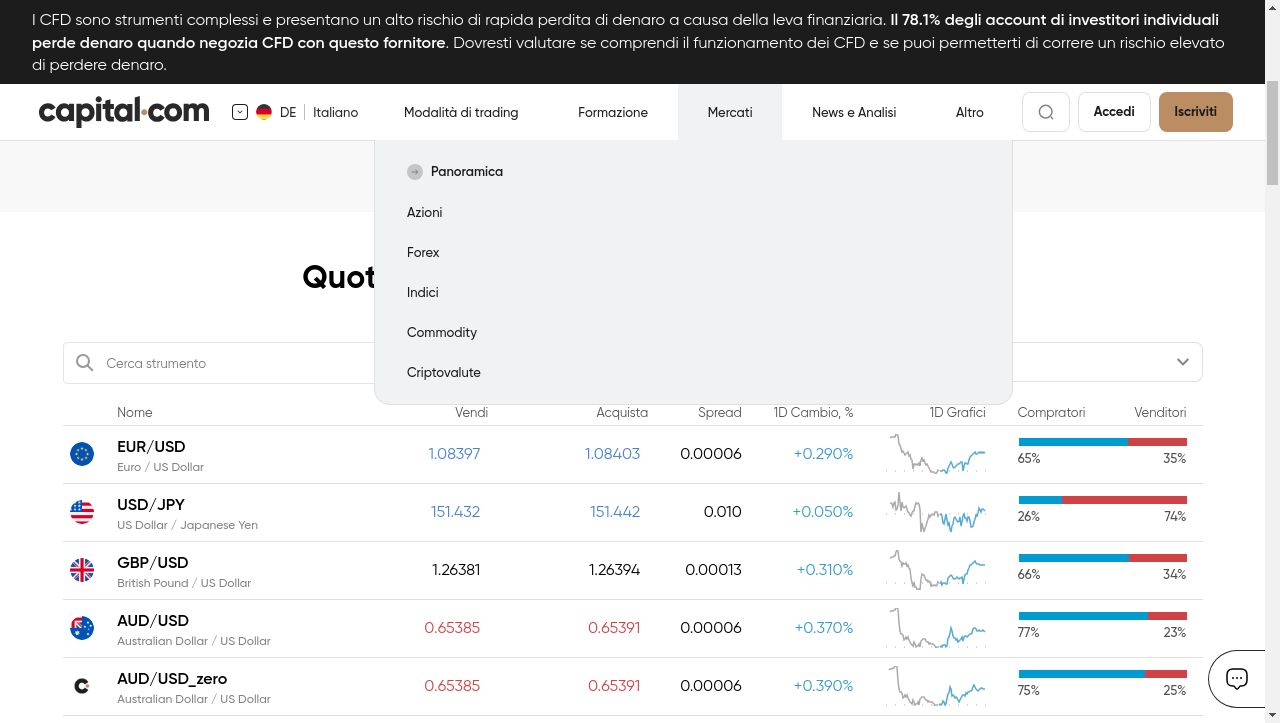 I CFD sono strumenti complessi e presentano un alto rischio di rapida perdita di denaro a causa della leva finanziaria. Il 78.1% degli account di investitori individuali
perde denaro quando negozia CFD con questo fornitore. Dovresti valutare se comprendi il funzionamento dei CFD e se puoi permetterti di correre un rischio elevato
di perdere denaro.
capital.com DE Italiano Modalità di trading Formazione Mercati News e Analisi Altro Accedi Iscriviti
Panoramica
Azioni
Forex
Quot
Indici
Commodity
Cerca strumento
Criptovalute
Nome Vendi Acquista Spread 1D Cambio, % 1D Grafici Compratori Venditori
EUR/USD 1.08397 1.08403 0.00006 +0.290%
Euro / US Dollar 65% 35%
USD/JPY 151.432 151.442 0.010 +0.050%
US Dollar / Japanese Yen 26% 74%
GBP/USD 1.26381 1.26394 0.00013 +0.310%
British Pound / US Dollar 66% 34%
AUD/USD 0.65385 0.65391 0.00006 +0.370%
Australian Dollar / US Dollar 77% 23%
AUD/USD_zero 0.65385 0.65391 0.00006 +0.390%
Australian Dollar / US Dollar 75% 25%